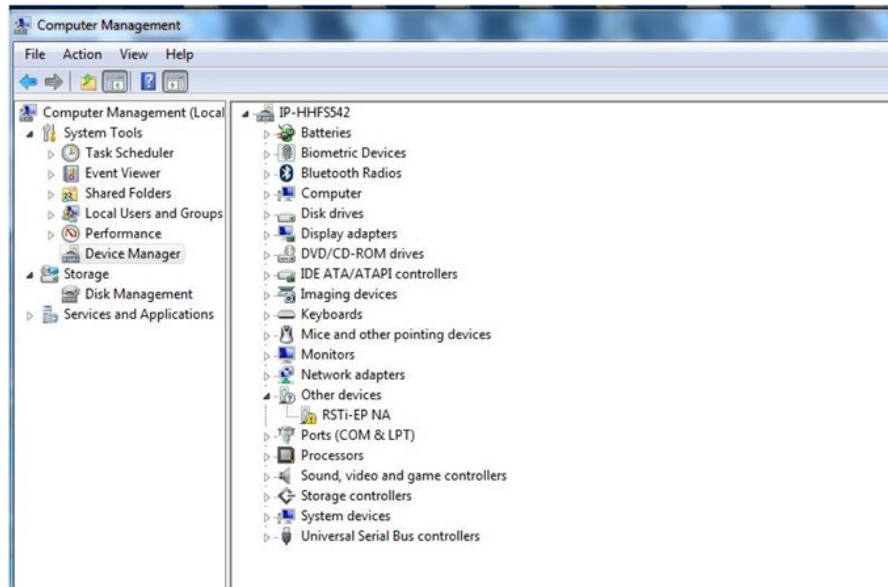 Computer Management
File Action View Help
Computer Management (Local
System Tools
Task Scheduler
Event Viewer
Shared Folders
Local Users and Groups
Performance
Device Manager
Storage
Disk Management
Services and Applications
IP-HHFS542
Batteries
Biometric Devices
Bluetooth Radios
Computer
Disk drives
Display adapters
DVD/CD-ROM drives
IDE ATA/ATAPI controllers
Imaging devices
Keyboards
Mice and other pointing devices
Monitors
Network adapters
Other devices
RSTi-EP NA
Ports (COM & LPT)
Processors
Sound, video and game controllers
Storage controllers
System devices
Universal Serial Bus controllers